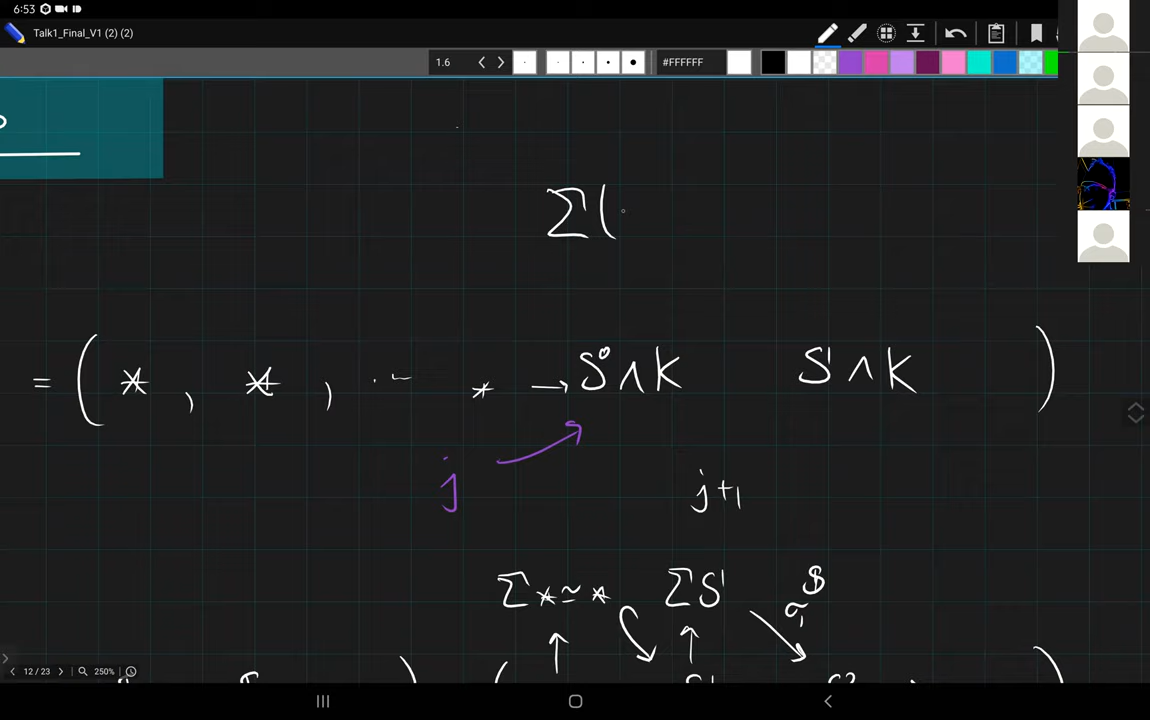 6:53
Talk1_Final_V1 (2) (2)
1.6 #FFFFFF
Σ(
= ( * , * , ... * → S⁰ ∧ K S¹ ∧ K )
j
j+1
Σ* ≃ * ΣS¹
12 / 23 250%